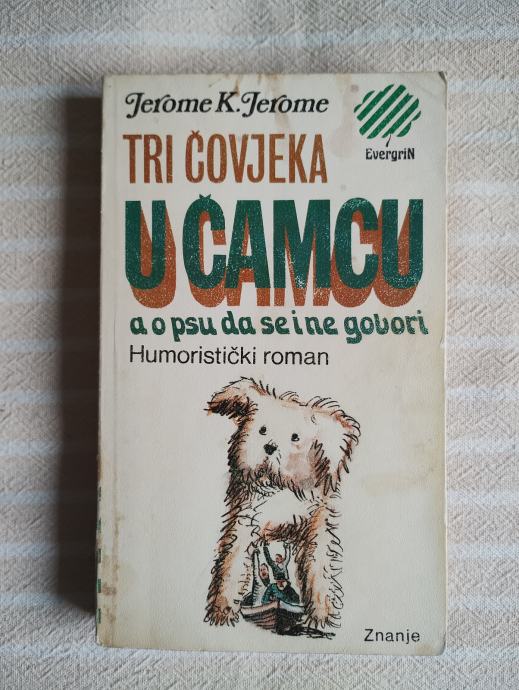 Jerome K. Jerome
EvergriN
TRI ČOVJEKA
U ČAMCU
a o psu da se i ne govori
Humoristički roman
Znanje